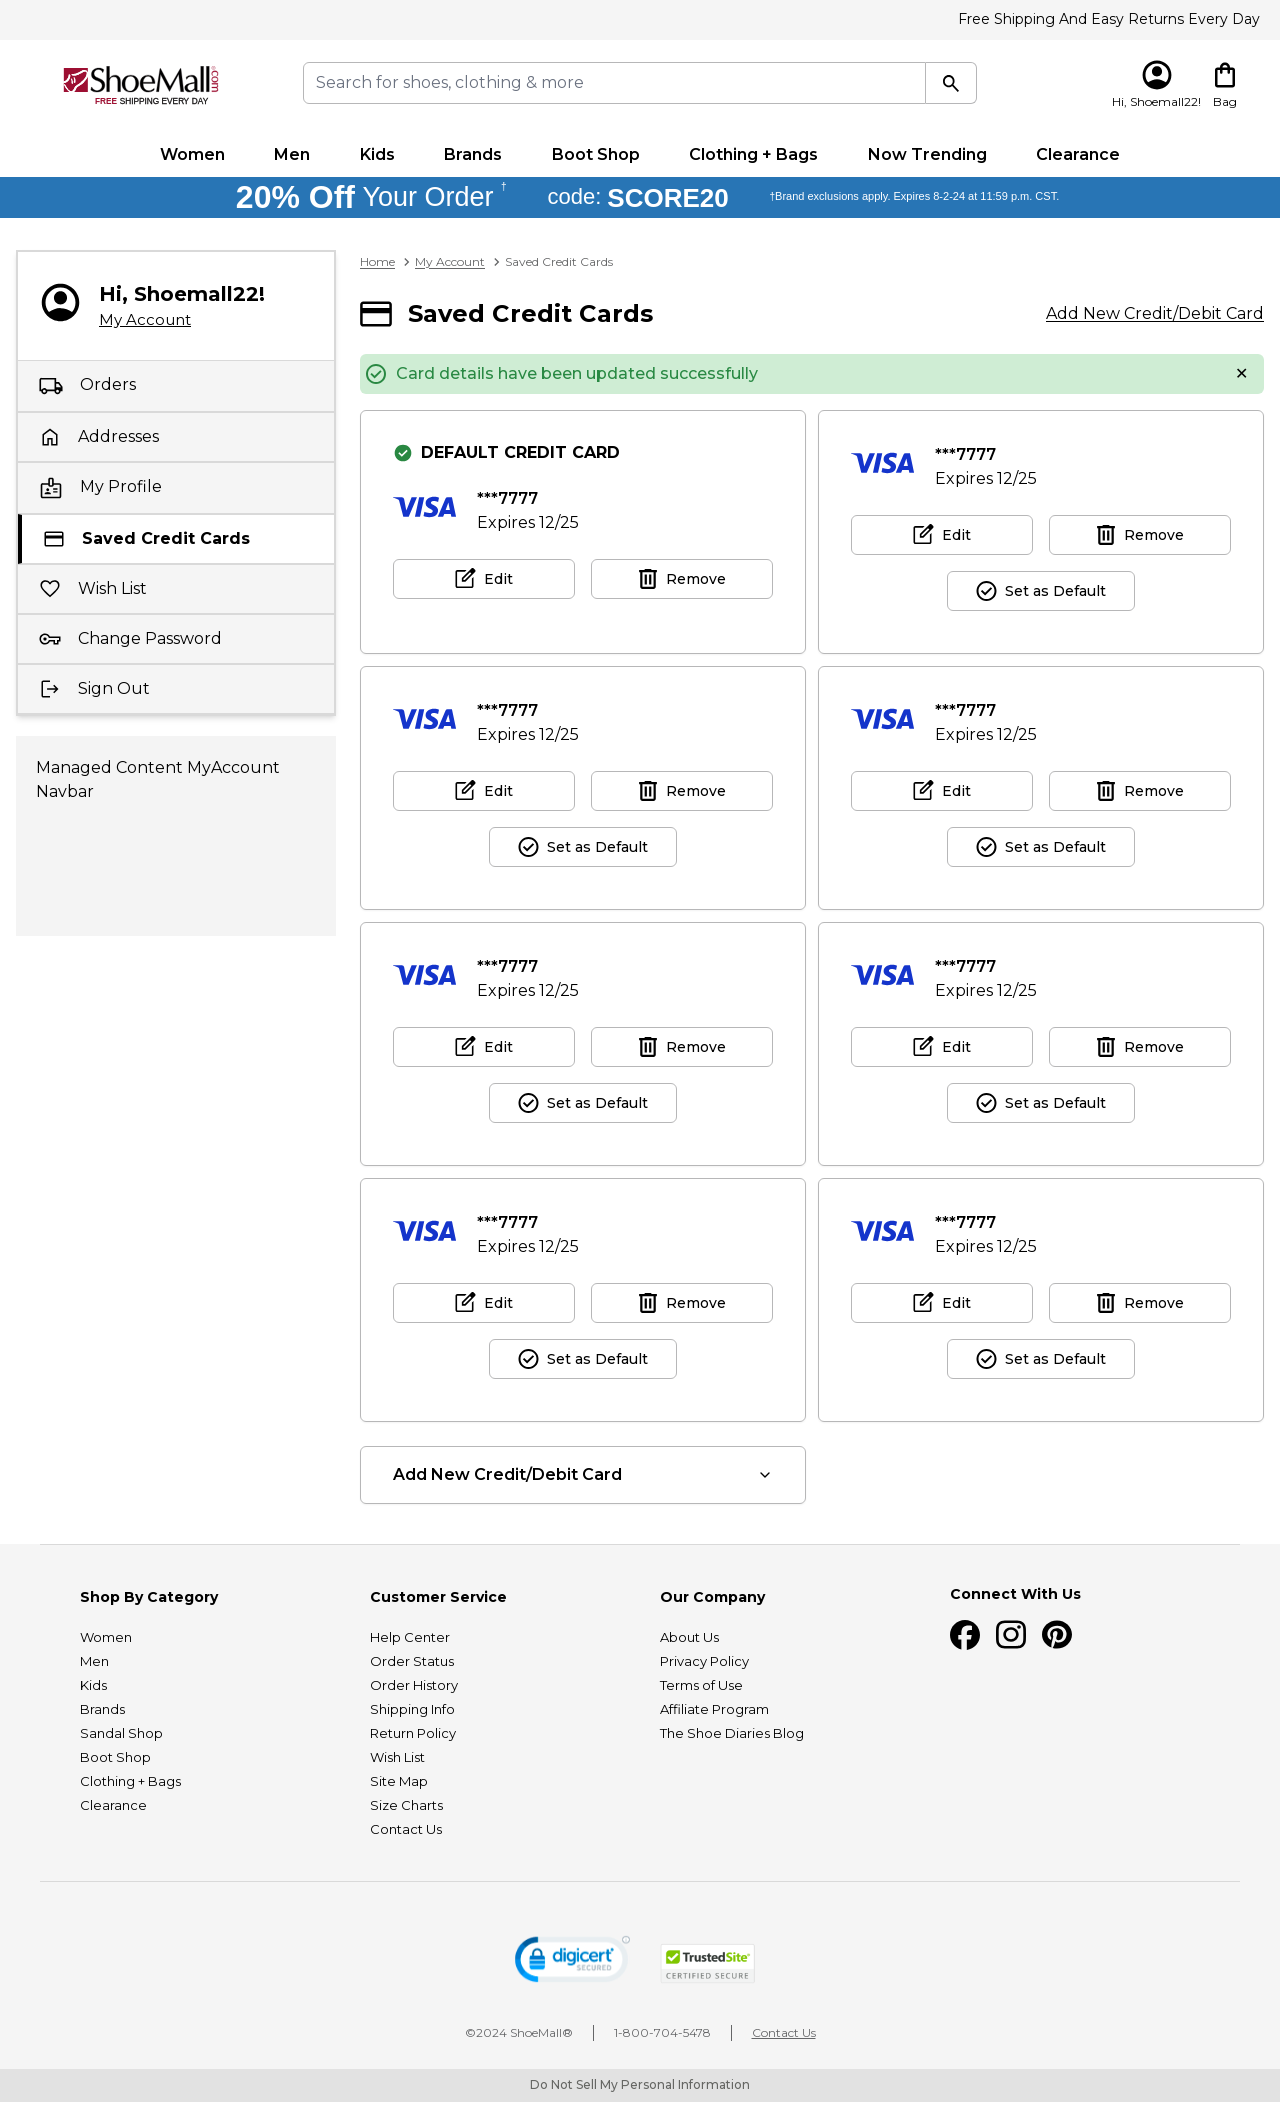 Free Shipping And Easy Returns Every Day
ShoeMall.com
FREE SHIPPING EVERY DAY
Search for shoes, clothing & more
Hi, Shoemall22!
Bag
Women Men Kids Brands Boot Shop Clothing + Bags Now Trending Clearance
20% Off Your Order † code: SCORE20 †Brand exclusions apply. Expires 8-2-24 at 11:59 p.m. CST.
Hi, Shoemall22!
My Account
Orders
Addresses
My Profile
Saved Credit Cards
Wish List
Change Password
Sign Out
Managed Content MyAccount
Navbar
Home > My Account > Saved Credit Cards
Saved Credit Cards
Add New Credit/Debit Card
Card details have been updated successfully
DEFAULT CREDIT CARD
VISA
***7777
Expires 12/25
Edit Remove
VISA
***7777
Expires 12/25
Edit Remove
Set as Default
VISA
***7777
Expires 12/25
Edit Remove
Set as Default
VISA
***7777
Expires 12/25
Edit Remove
Set as Default
VISA
***7777
Expires 12/25
Edit Remove
Set as Default
VISA
***7777
Expires 12/25
Edit Remove
Set as Default
VISA
***7777
Expires 12/25
Edit Remove
Set as Default
VISA
***7777
Expires 12/25
Edit Remove
Set as Default
Add New Credit/Debit Card
Shop By Category
Women
Men
Kids
Brands
Sandal Shop
Boot Shop
Clothing + Bags
Clearance
Customer Service
Help Center
Order Status
Order History
Shipping Info
Return Policy
Wish List
Site Map
Size Charts
Contact Us
Our Company
About Us
Privacy Policy
Terms of Use
Affiliate Program
The Shoe Diaries Blog
Connect With Us
digicert
SECURED
TrustedSite
CERTIFIED SECURE
©2024 ShoeMall® 1-800-704-5478 Contact Us
Do Not Sell My Personal Information